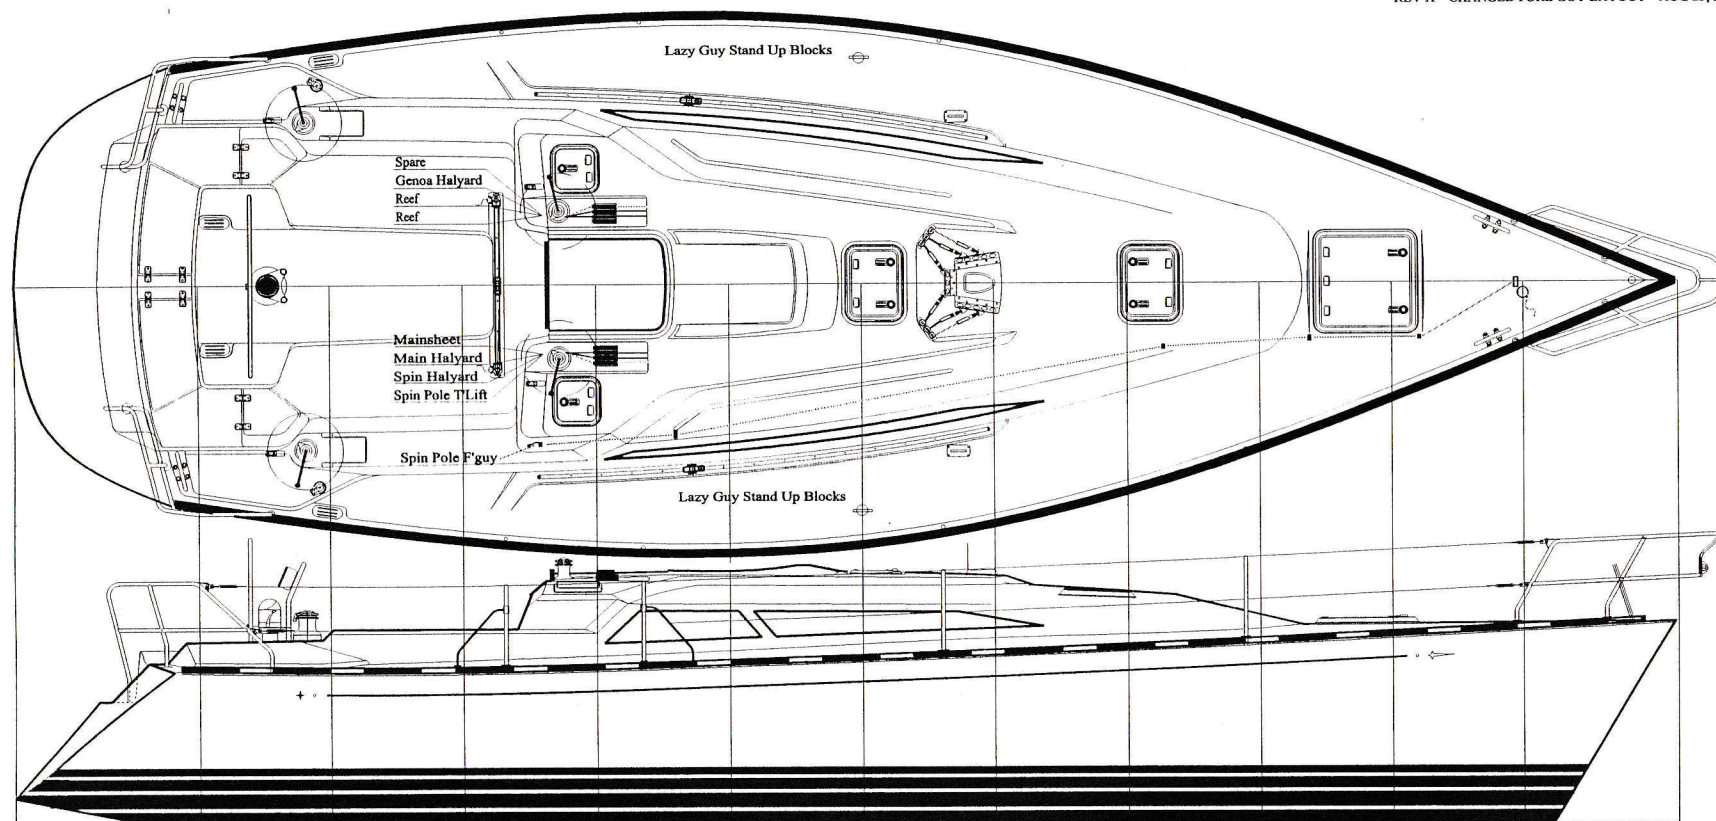 Lazy Guy Stand Up Blocks
Spare
Genoa Halyard
Reef
Reef
Mainsheet
Main Halyard
Spin Halyard
Spin Pole T'Lift
Spin Pole F'guy
Lazy Guy Stand Up Blocks